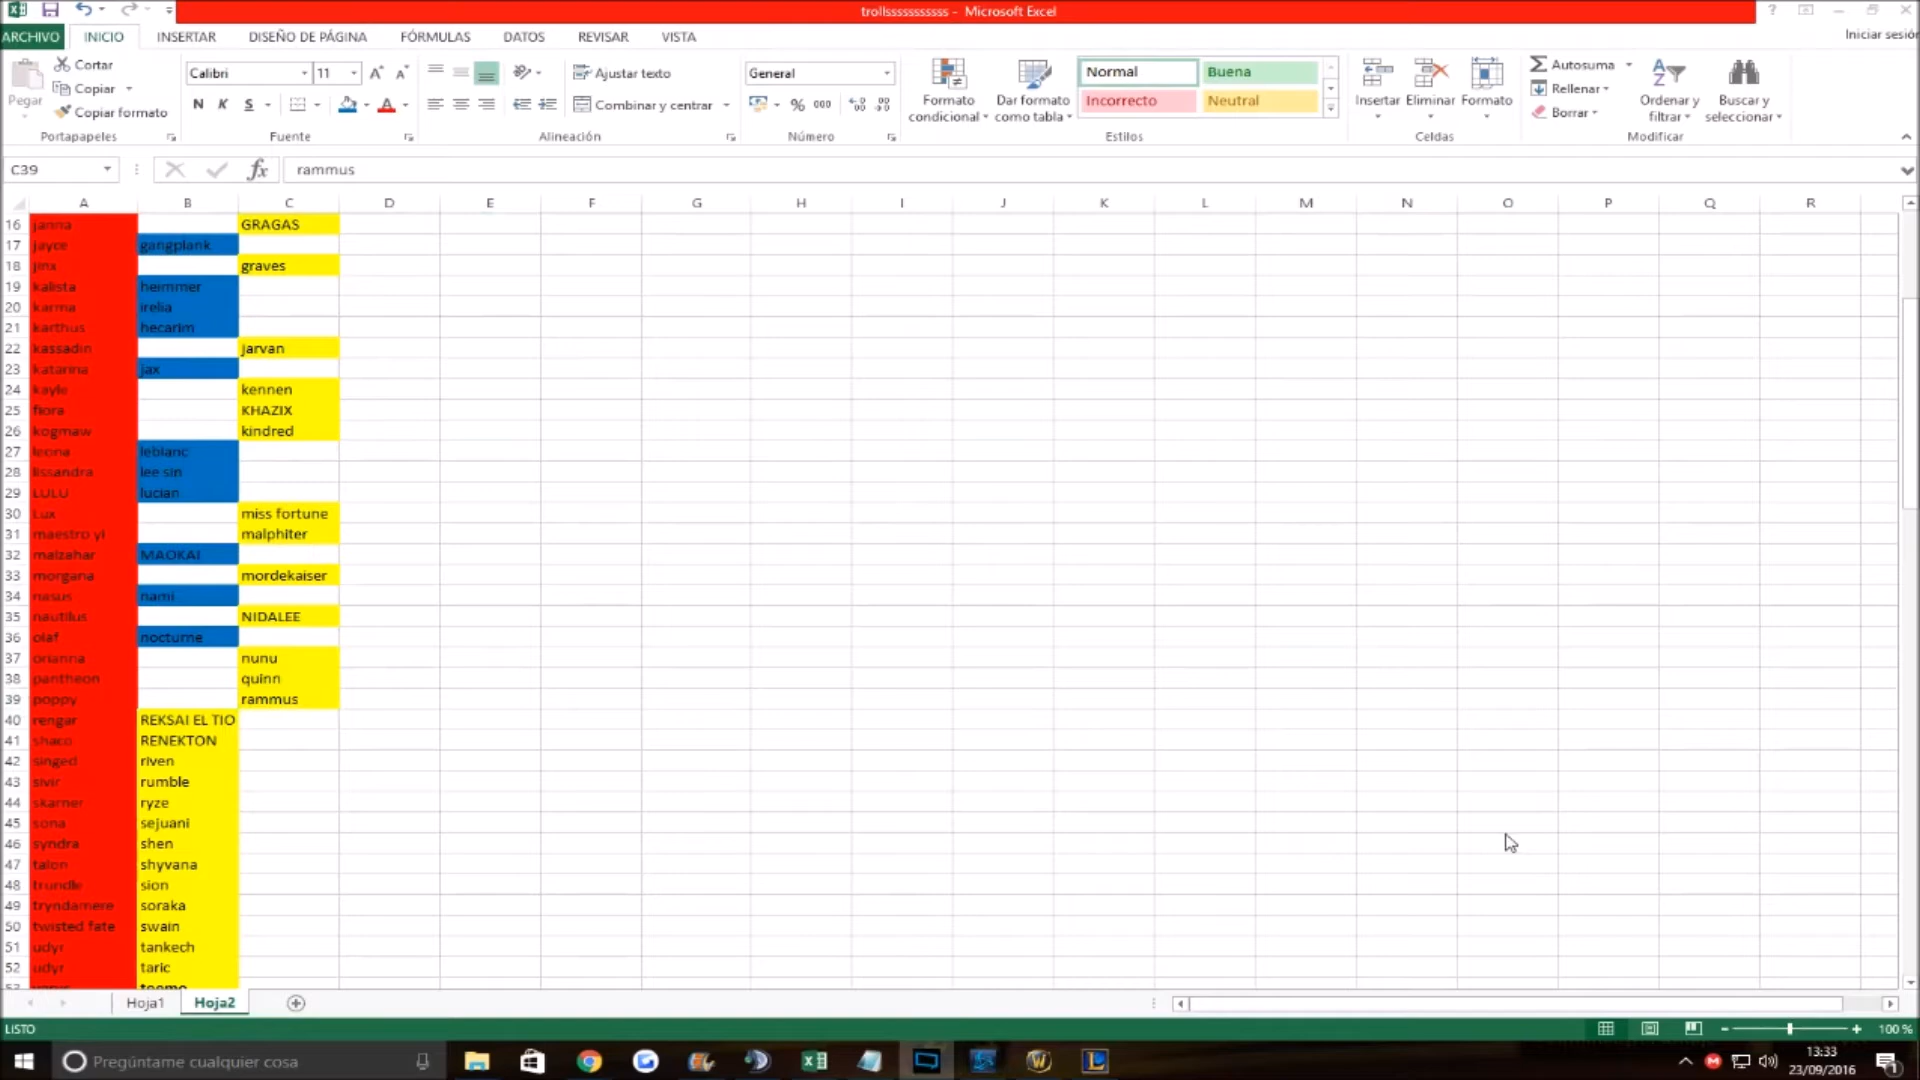 trollsssssssssss - Microsoft Excel
ARCHIVO INICIO INSERTAR DISEÑO DE PÁGINA FÓRMULAS DATOS REVISAR VISTA Iniciar sesión
Pegar Cortar Copiar Copiar formato Portapapeles
Calibri 11 N K S Fuente
Ajustar texto Combinar y centrar Alineación
General % 000 Número
Formato condicional Dar formato como tabla Normal Buena Incorrecto Neutral Estilos
Insertar Eliminar Formato Celdas
Autosuma Rellenar Borrar Ordenar y filtrar Buscar y seleccionar Modificar
C39 fx rammus
A B C D E F G H I J K L M N O P Q R
16 janna GRAGAS
17 jayce gangplank
18 jinx graves
19 kalista heimmer
20 karma irelia
21 karthus hecarim
22 kassadin jarvan
23 katarina jax
24 kayle kennen
25 fiora KHAZIX
26 kogmaw kindred
27 leona leblanc
28 lissandra lee sin
29 LULU lucian
30 Lux miss fortune
31 maestro yi malphiter
32 malzahar MAOKAI
33 morgana mordekaiser
34 nasus nami
35 nautilus NIDALEE
36 olaf nocturne
37 orianna nunu
38 pantheon quinn
39 poppy rammus
40 rengar REKSAI EL TIO
41 shaco RENEKTON
42 singed riven
43 sivir rumble
44 skarner ryze
45 sona sejuani
46 syndra shen
47 talon shyvana
48 trundle sion
49 tryndamere soraka
50 twisted fate swain
51 udyr tankech
52 udyr taric
53 teemo
Hoja1 Hoja2
LISTO 100 %
Pregúntame cualquier cosa
13:33
23/09/2016